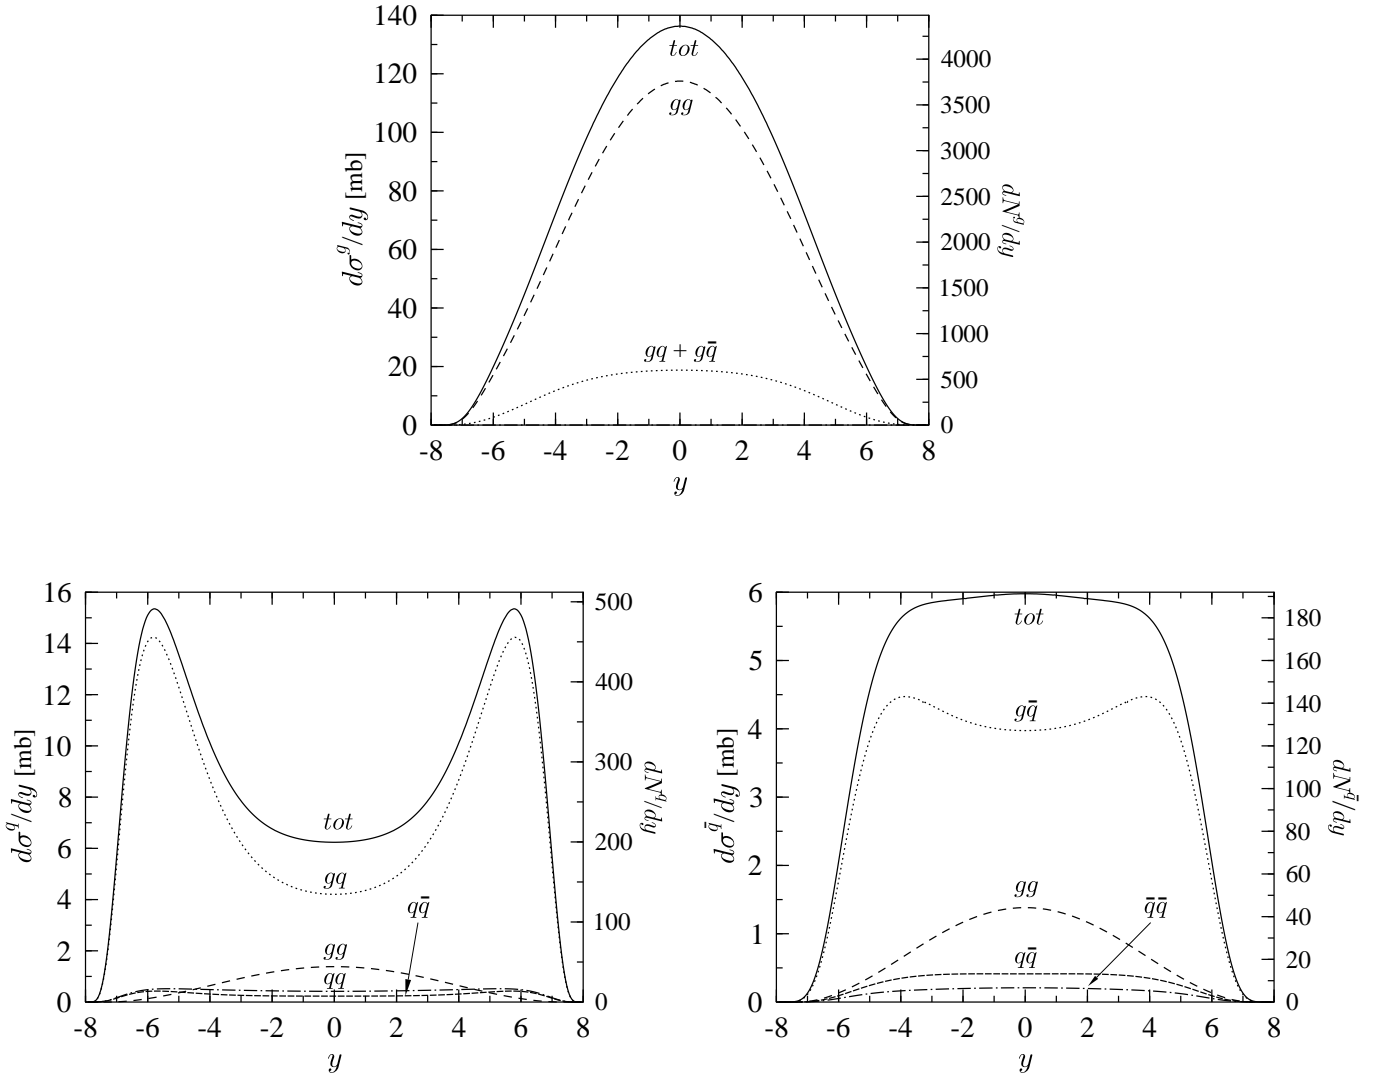 140
120
100
80
60
40
20
0
dσ^g/dy [mb]
4000
3500
3000
2500
2000
1500
1000
500
0
dN^g/dy
tot
gg
gq + gq̄
-8 -6 -4 -2 0 2 4 6 8
y
16
14
12
10
8
6
4
2
0
dσ^q/dy [mb]
500
400
300
200
100
0
dN^q/dy
tot
gq
qq̄
gg
qq
-8 -6 -4 -2 0 2 4 6 8
y
6
5
4
3
2
1
0
dσ^q̄/dy [mb]
180
160
140
120
100
80
60
40
20
0
dN^q̄/dy
tot
gq̄
gg
q̄q̄
qq̄
-8 -6 -4 -2 0 2 4 6 8
y